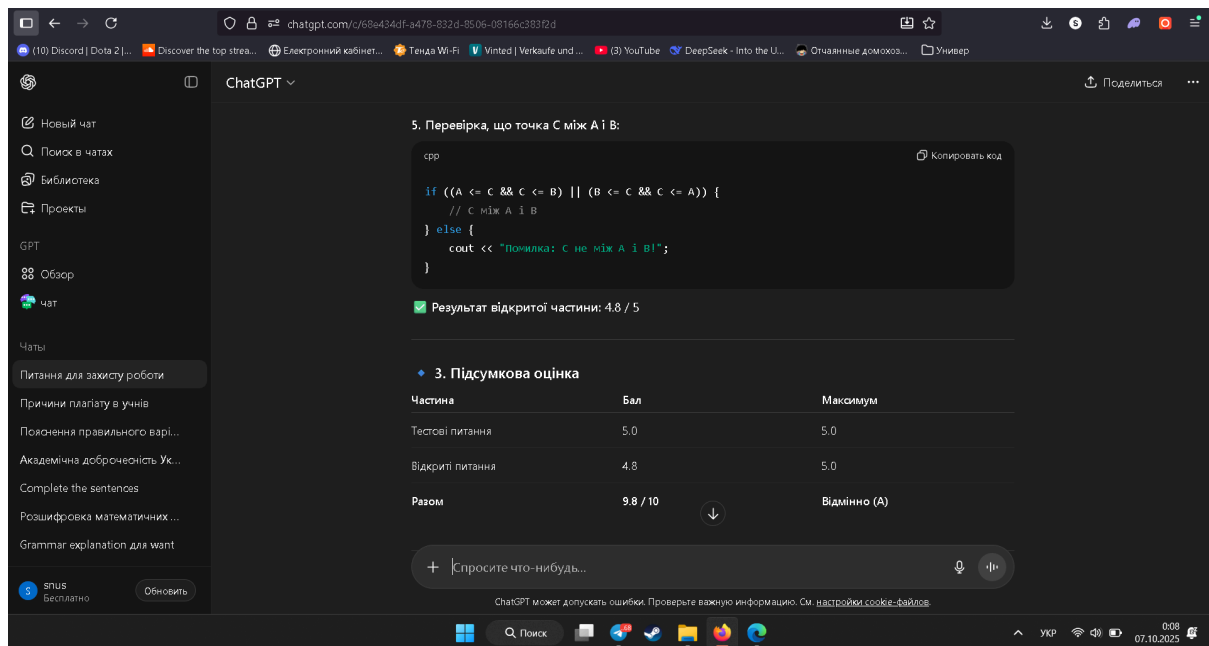 chatgpt.com/c/68e434df-a478-832d-8506-08166c383f2d
(10) Discord | Dota 2 |...
Discover the top strea...
Електронний кабінет...
Тенда Wi-Fi
Vinted | Verkaufe und ...
(3) YouTube
DeepSeek - Into the U...
Отчаянные домохоз...
Универ
ChatGPT
Поделиться
Новый чат
Поиск в чатах
Библиотека
Проекты
GPT
Обзор
чат
Чаты
Питання для захисту роботи
Причини плагіату в учнів
Пояснення правильного варі...
Академічна доброчесність Ук...
Complete the sentences
Розшифровка математичних ...
Grammar explanation для want
snus
Бесплатно
Обновить
5. Перевірка, що точка C між A і B:
cpp
Копировать код
if ((A <= C && C <= B) || (B <= C && C <= A)) {
// C між A і B
} else {
cout << "Помилка: C не між A і B!";
}
Результат відкритої частини: 4.8 / 5
3. Підсумкова оцінка
Частина Бал Максимум
Тестові питання 5.0 5.0
Відкриті питання 4.8 5.0
Разом 9.8 / 10 Відмінно (A)
Спросите что-нибудь...
ChatGPT может допускать ошибки. Проверьте важную информацию. См. настройки cookie-файлов.
Поиск
68
УКР
0:08
07.10.2025